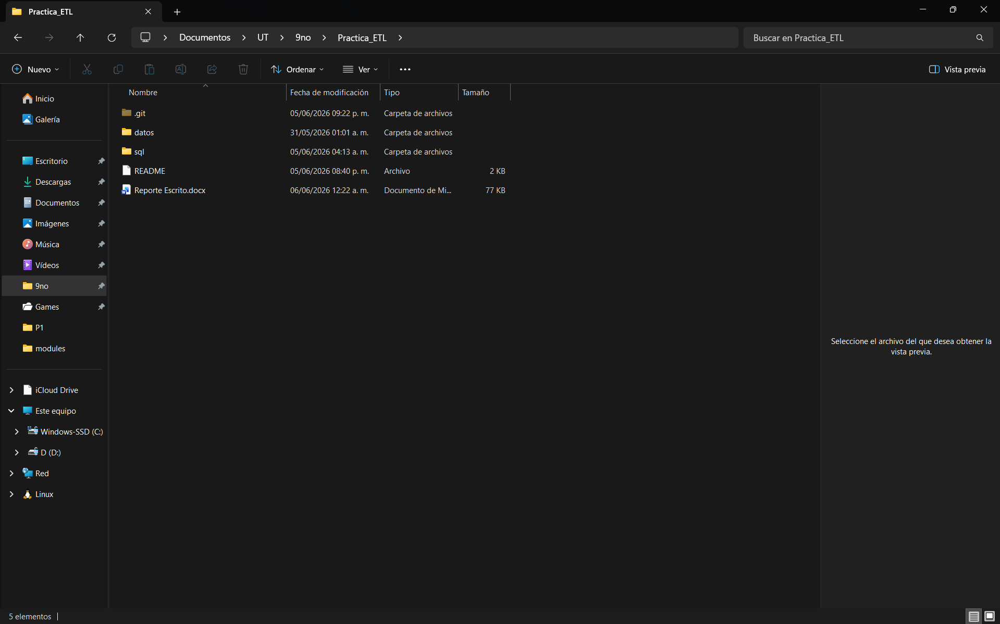 Practica_ETL
Documentos
UT
9no
Practica_ETL
Buscar en Practica_ETL
Nuevo
Ordenar
Ver
Vista previa
Inicio
Galería
Escritorio
Descargas
Documentos
Imágenes
Música
Vídeos
9no
Games
P1
modules
iCloud Drive
Este equipo
Windows-SSD (C:)
D (D:)
Red
Linux
Nombre Fecha de modificación Tipo Tamaño
.git 05/06/2026 09:22 p. m. Carpeta de archivos
datos 31/05/2026 01:01 a. m. Carpeta de archivos
sql 05/06/2026 04:13 a. m. Carpeta de archivos
README 05/06/2026 08:40 p. m. Archivo 2 KB
Reporte Escrito.docx 06/06/2026 12:22 a. m. Documento de Mi... 77 KB
Seleccione el archivo del que desea obtener la
vista previa.
5 elementos